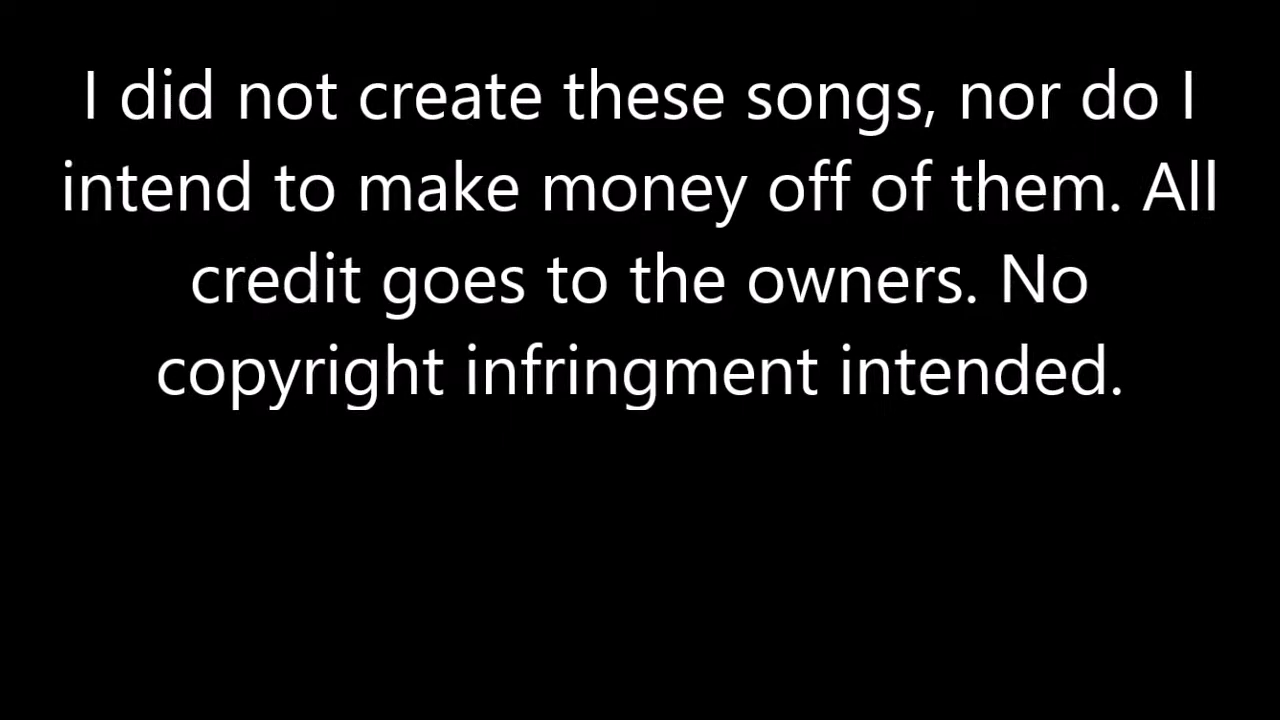 I did not create these songs, nor do I
intend to make money off of them. All
credit goes to the owners. No
copyright infringment intended.